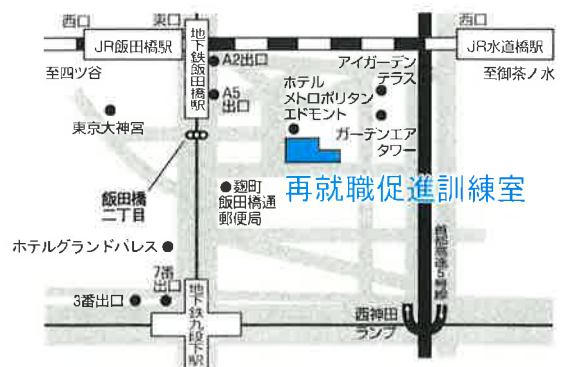 西口
東口
西口
JR飯田橋駅
地下鉄飯田橋駅
JR水道橋駅
至四ツ谷
A2出口
アイガーデン
テラス
至御茶ノ水
A5
出口
ホテル
メトロポリタン
エドモント
東京大神宮
ガーデンエア
タワー
飯田橋
二丁目
麹町
飯田橋通
郵便局
再就職促進訓練室
ホテルグランドパレス
首都高速5号線
7番
出口
3番出口
地下鉄九段下駅
西神田
ランプ